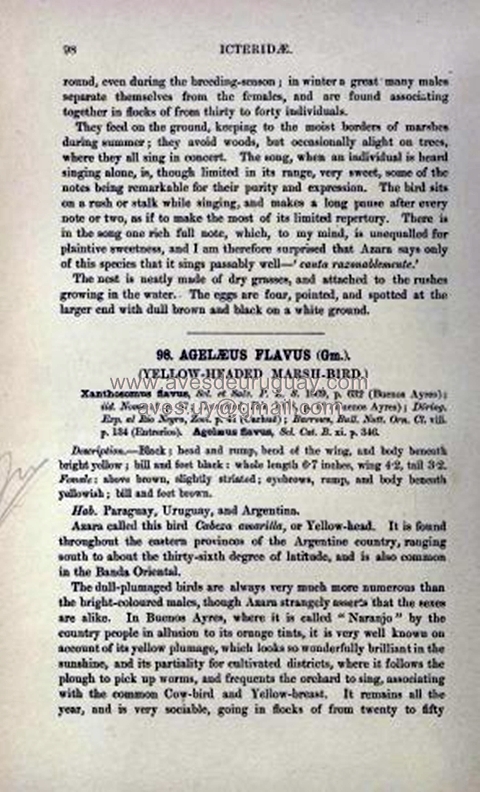 98 ICTERIDÆ.
round, even during the breeding-season; in winter a great many males
separate themselves from the females, and are found associating
together in flocks of from thirty to forty individuals.
They feed on the ground, keeping to the moist borders of marshes
during summer; they avoid woods, but occasionally alight on trees,
where they all sing in concert. The song, when an individual is heard
singing alone, is, though limited in its range, very sweet, some of the
notes being remarkable for their purity and expression. The bird sits
on a rush or stalk while singing, and makes a long pause after every
note or two, as if to make the most of its limited repertory. There is
in the song one rich full note, which, to my mind, is unequalled for
plaintive sweetness, and I am therefore surprised that Azara says only
of this species that it sings passably well—‘canta razonablemente.’
The nest is neatly made of dry grasses, and attached to the rushes
growing in the water. The eggs are four, pointed, and spotted at the
larger end with dull brown and black on a white ground.
98. AGELÆUS FLAVUS (Gm.).
(YELLOW-HEADED MARSH-BIRD.)
www.avesdeuruguay.com
Xanthosomus flavus, Scl. et Salv. P. Z. S. 1869, p. 632 (Buenos Ayres);
iid. (Buenos Ayres); Döring,
avesuy@gmail.com
Exp. al Rio Negro, Zool. p. 41 (Carhué); Barrows, Bull. Nutt. Orn. Cl. viii.
p. 134 (Entrerios). Agelæus flavus, Scl. Cat. B. xi. p. 346.
Description.—Black; head and rump, bend of the wing, and body beneath
bright yellow; bill and feet black: whole length 6·7 inches, wing 4·2, tail 3·2.
Female: above brown, slightly striated; eyebrows, rump, and body beneath
yellowish; bill and feet brown.
Hab. Paraguay, Uruguay, and Argentina.
Azara called this bird Cabeza amarilla, or Yellow-head. It is found
throughout the eastern provinces of the Argentine country, ranging
south to about the thirty-sixth degree of latitude, and is also common
in the Banda Oriental.
The dull-plumaged birds are always very much more numerous than
the bright-coloured males, though Azara strangely asserts that the sexes
are alike. In Buenos Ayres, where it is called “Naranjo” by the
country people in allusion to its orange tints, it is very well known on
account of its yellow plumage, which looks so wonderfully brilliant in the
sunshine, and its partiality for cultivated districts, where it follows the
plough to pick up worms, and frequents the orchard to sing, associating
with the common Cow-bird and Yellow-breast. It remains all the
year, and is very sociable, going in flocks of from twenty to fifty